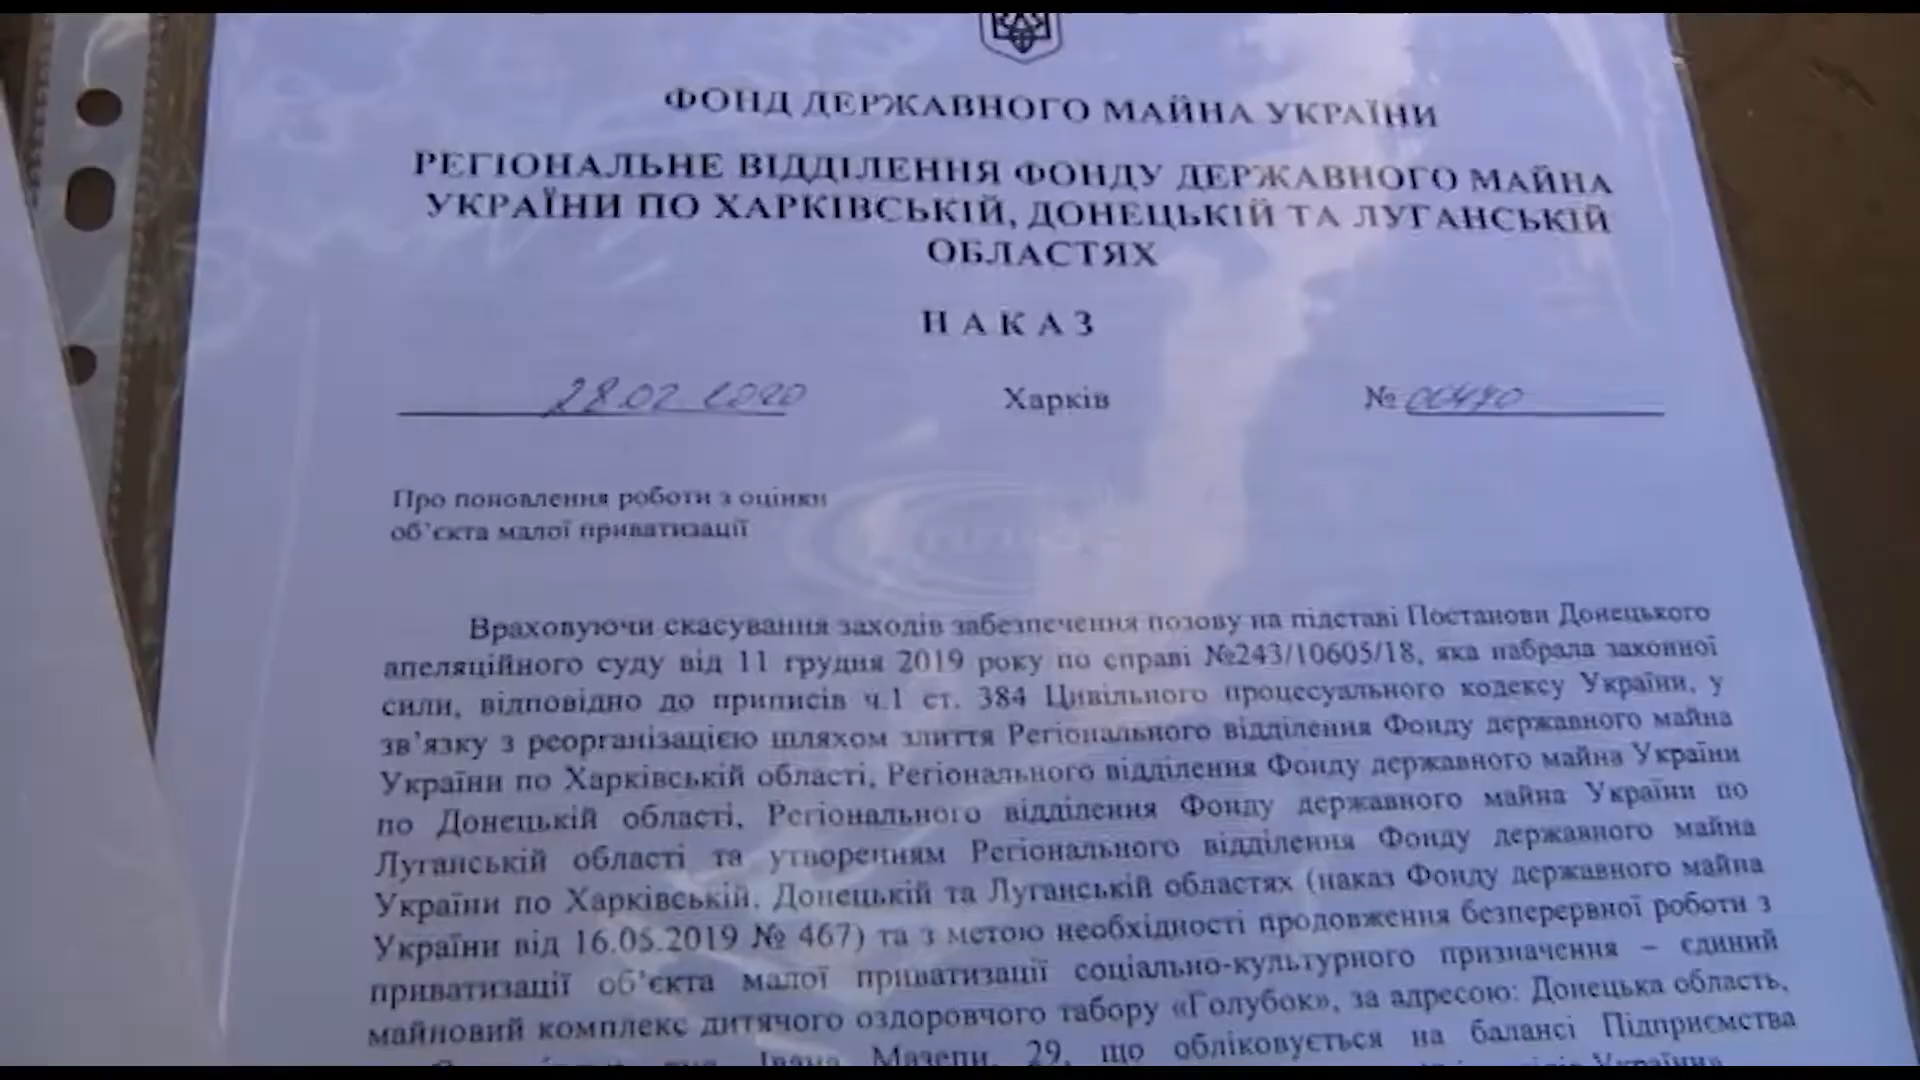 ФОНД ДЕРЖАВНОГО МАЙНА УКРАЇНИ
РЕГІОНАЛЬНЕ ВІДДІЛЕННЯ ФОНДУ ДЕРЖАВНОГО МАЙНА
УКРАЇНИ ПО ХАРКІВСЬКІЙ, ДОНЕЦЬКІЙ ТА ЛУГАНСЬКІЙ
ОБЛАСТЯХ
НАКАЗ
28.02 2020 Харків № 00470
Про поновлення роботи з оцінки
об’єкта малої приватизації
Враховуючи скасування заходів забезпечення позову на підставі Постанови Донецького
апеляційного суду від 11 грудня 2019 року по справі №243/10605/18, яка набрала законної
сили, відповідно до приписів ч.1 ст. 384 Цивільного процесуального кодексу України, у
зв’язку з реорганізацією шляхом злиття Регіонального відділення Фонду державного майна
України по Харківській області, Регіонального відділення Фонду державного майна України
по Донецькій області, Регіонального відділення Фонду державного майна України по
Луганській області та утворенням Регіонального відділення Фонду державного майна
України по Харківській, Донецькій та Луганській областях (наказ Фонду державного майна
України від 16.05.2019 № 467) та з метою необхідності продовження безперервної роботи з
приватизації об’єкта малої приватизації соціально-культурного призначення – єдиний
майновий комплекс дитячого оздоровчого табору «Голубок», за адресою: Донецька область,
Івана Мазепи, 29, що обліковується на балансі Підприємства
України»